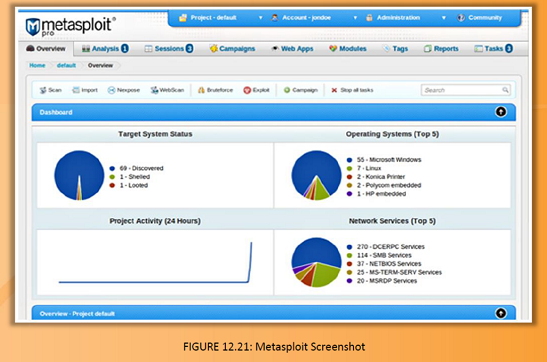 metasploit
pro
Project - default
Account - jondoe
Administration
Community
Overview
Analysis 1
Sessions 3
Campaigns
Web Apps
Modules
Tags
Reports
Tasks 3
Home
default
Overview
Scan
Import
Nexpose
WebScan
Bruteforce
Exploit
Campaign
Stop all tasks
Search
Dashboard
Target System Status
69 - Discovered
1 - Shelled
1 - Looted
Operating Systems (Top 5)
55 - Microsoft Windows
7 - Linux
2 - Konica Printer
2 - Polycom embedded
1 - HP embedded
Project Activity (24 Hours)
Network Services (Top 5)
270 - DCERPC Services
114 - SMB Services
37 - NETBIOS Services
25 - MS-TERM-SERV Services
20 - MSRDP Services
Overview - Project default
FIGURE 12.21: Metasploit Screenshot